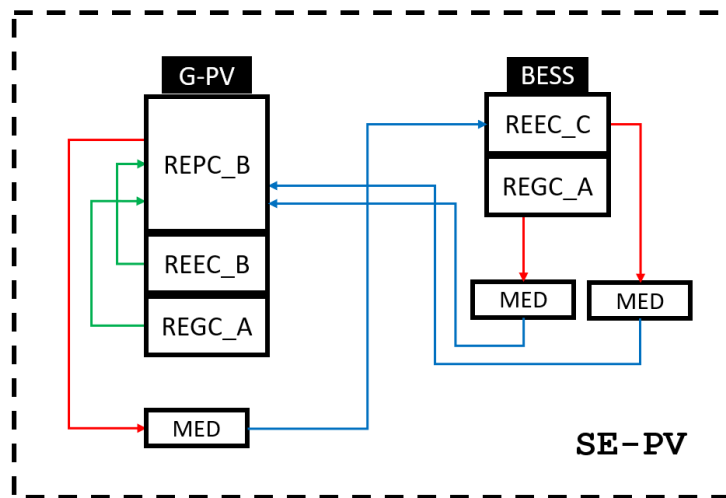 G-PV
REPC_B
REEC_B
REGC_A
MED
BESS
REEC_C
REGC_A
MED
MED
SE-PV